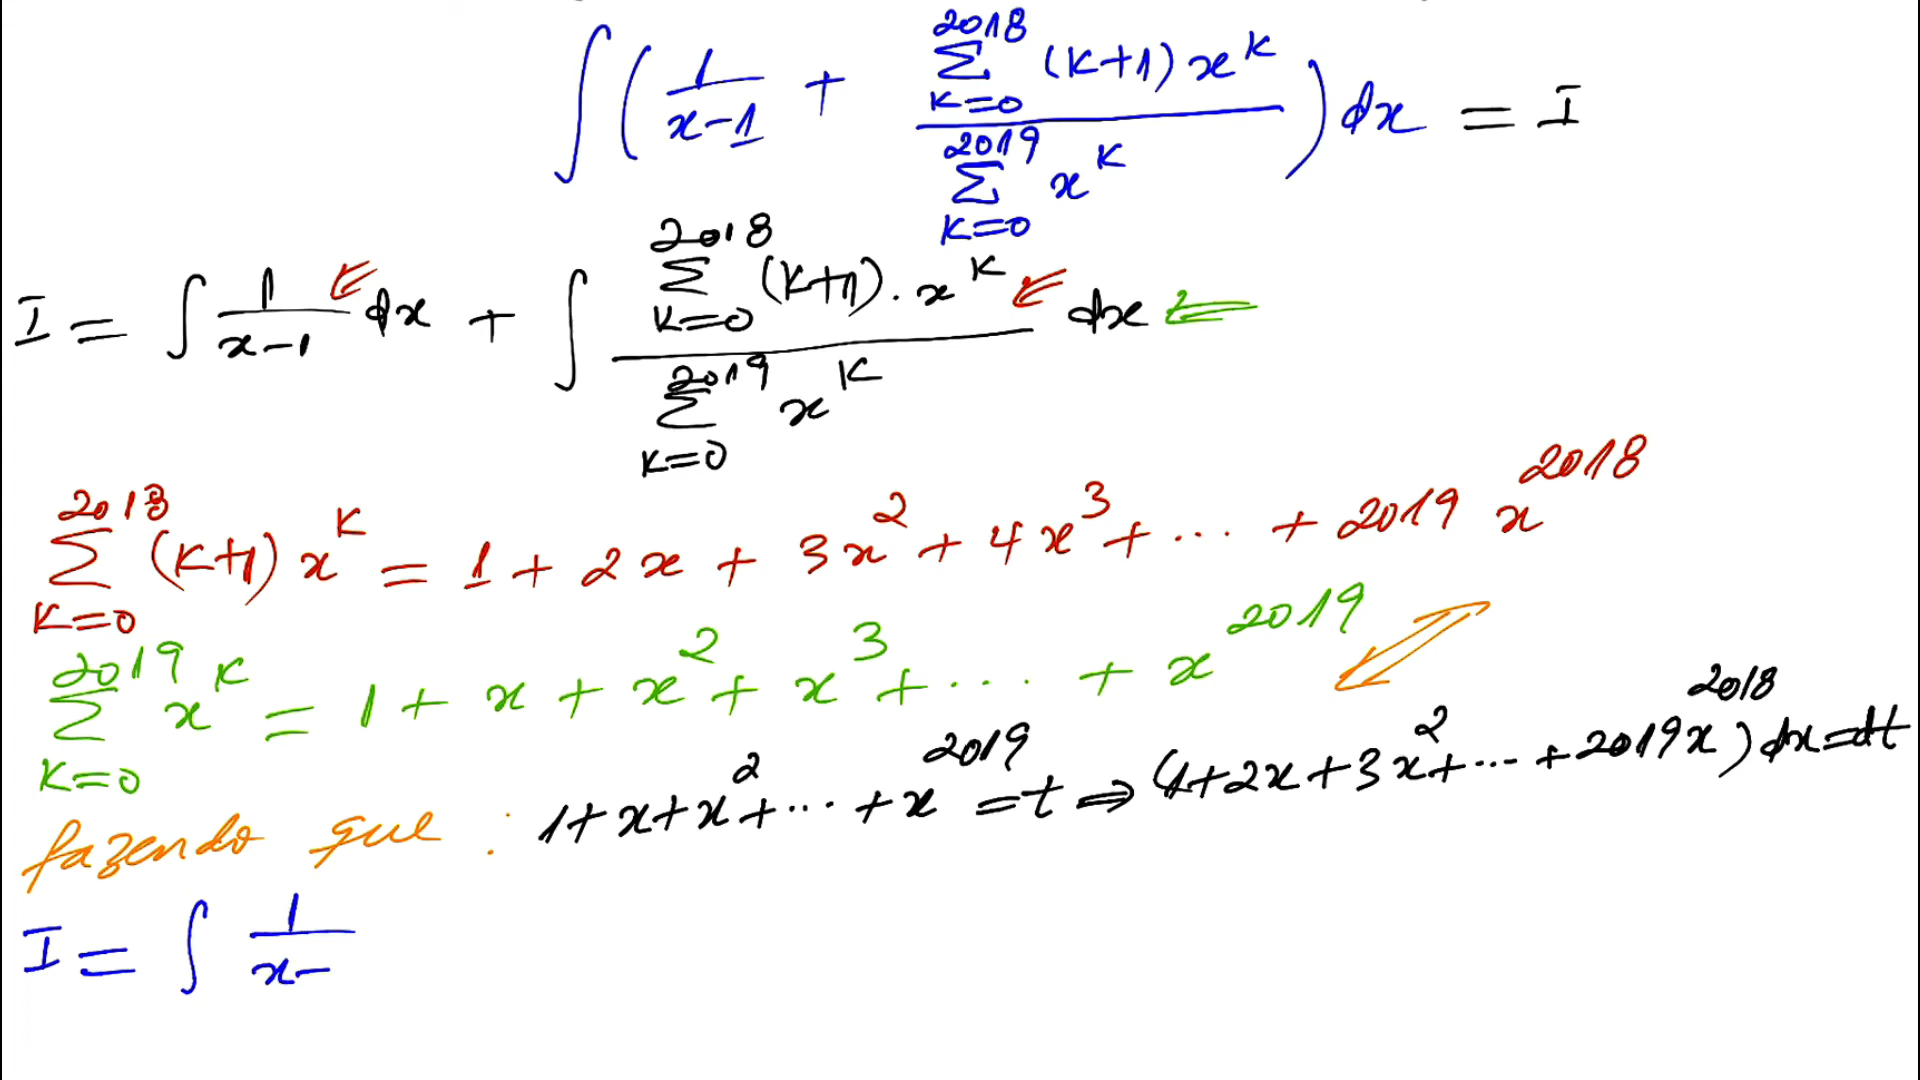 ∫ ( 1/(x-1) + (∑_{K=0}^{2018} (K+1) x^K) / (∑_{K=0}^{2019} x^K) ) dx = I
I = ∫ 1/(x-1) dx + ∫ (∑_{K=0}^{2018} (K+1) . x^K) / (∑_{K=0}^{2019} x^K) dx
∑_{K=0}^{2018} (K+1) x^K = 1 + 2x + 3x^2 + 4x^3 + ... + 2019 x^2018
∑_{K=0}^{2019} x^K = 1 + x + x^2 + x^3 + ... + x^2019
fazendo que : 1+x+x^2+...+x^2019 = t ⇒ (1+2x+3x^2+...+2019x^2018) dx=dt
I = ∫ 1/(x-